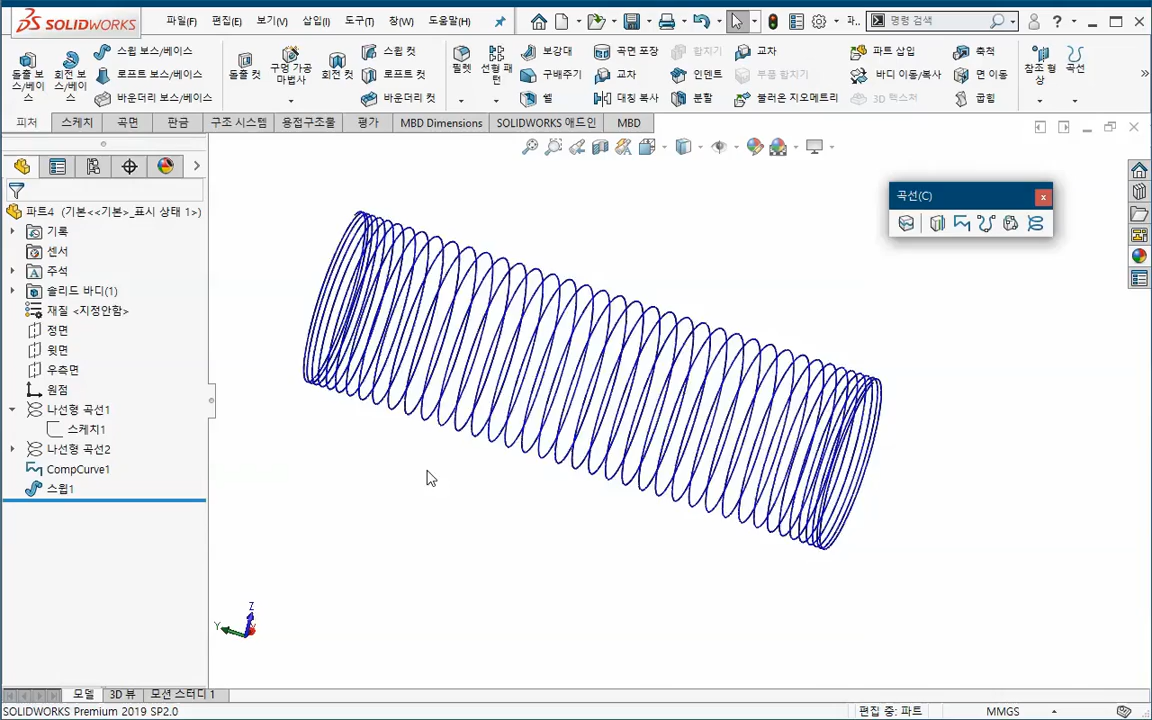 SOLIDWORKS
파일(F) 편집(E) 보기(V) 삽입(I) 도구(T) 창(W) 도움말(H)
파.. 명령 검색
돌출 보스/베이스
회전 보스/베이스
스윕 보스/베이스
로프트 보스/베이스
바운더리 보스/베이스
돌출 컷
구멍 가공 마법사
회전 컷
스윕 컷
로프트 컷
바운더리 컷
필렛
선형 패턴
보강대
구배주기
쉘
곡면 포장
교차
대칭 복사
합치기
인덴트
분할
교차
부품 합치기
불러온 지오메트리
파트 삽입
바디 이동/복사
3D 텍스처
축척
면 이동
굽힘
참조 형상
곡선
피처 스케치 곡면 판금 구조 시스템 용접구조물 평가 MBD Dimensions SOLIDWORKS 애드인 MBD
곡선(C)
파트4 (기본<<기본>_표시 상태 1>)
기록
센서
주석
솔리드 바디(1)
재질 <지정안함>
정면
윗면
우측면
원점
나선형 곡선1
스케치1
나선형 곡선2
CompCurve1
스윕1
Z
Y
모델 3D 뷰 모션 스터디 1
SOLIDWORKS Premium 2019 SP2.0
편집 중: 파트
MMGS